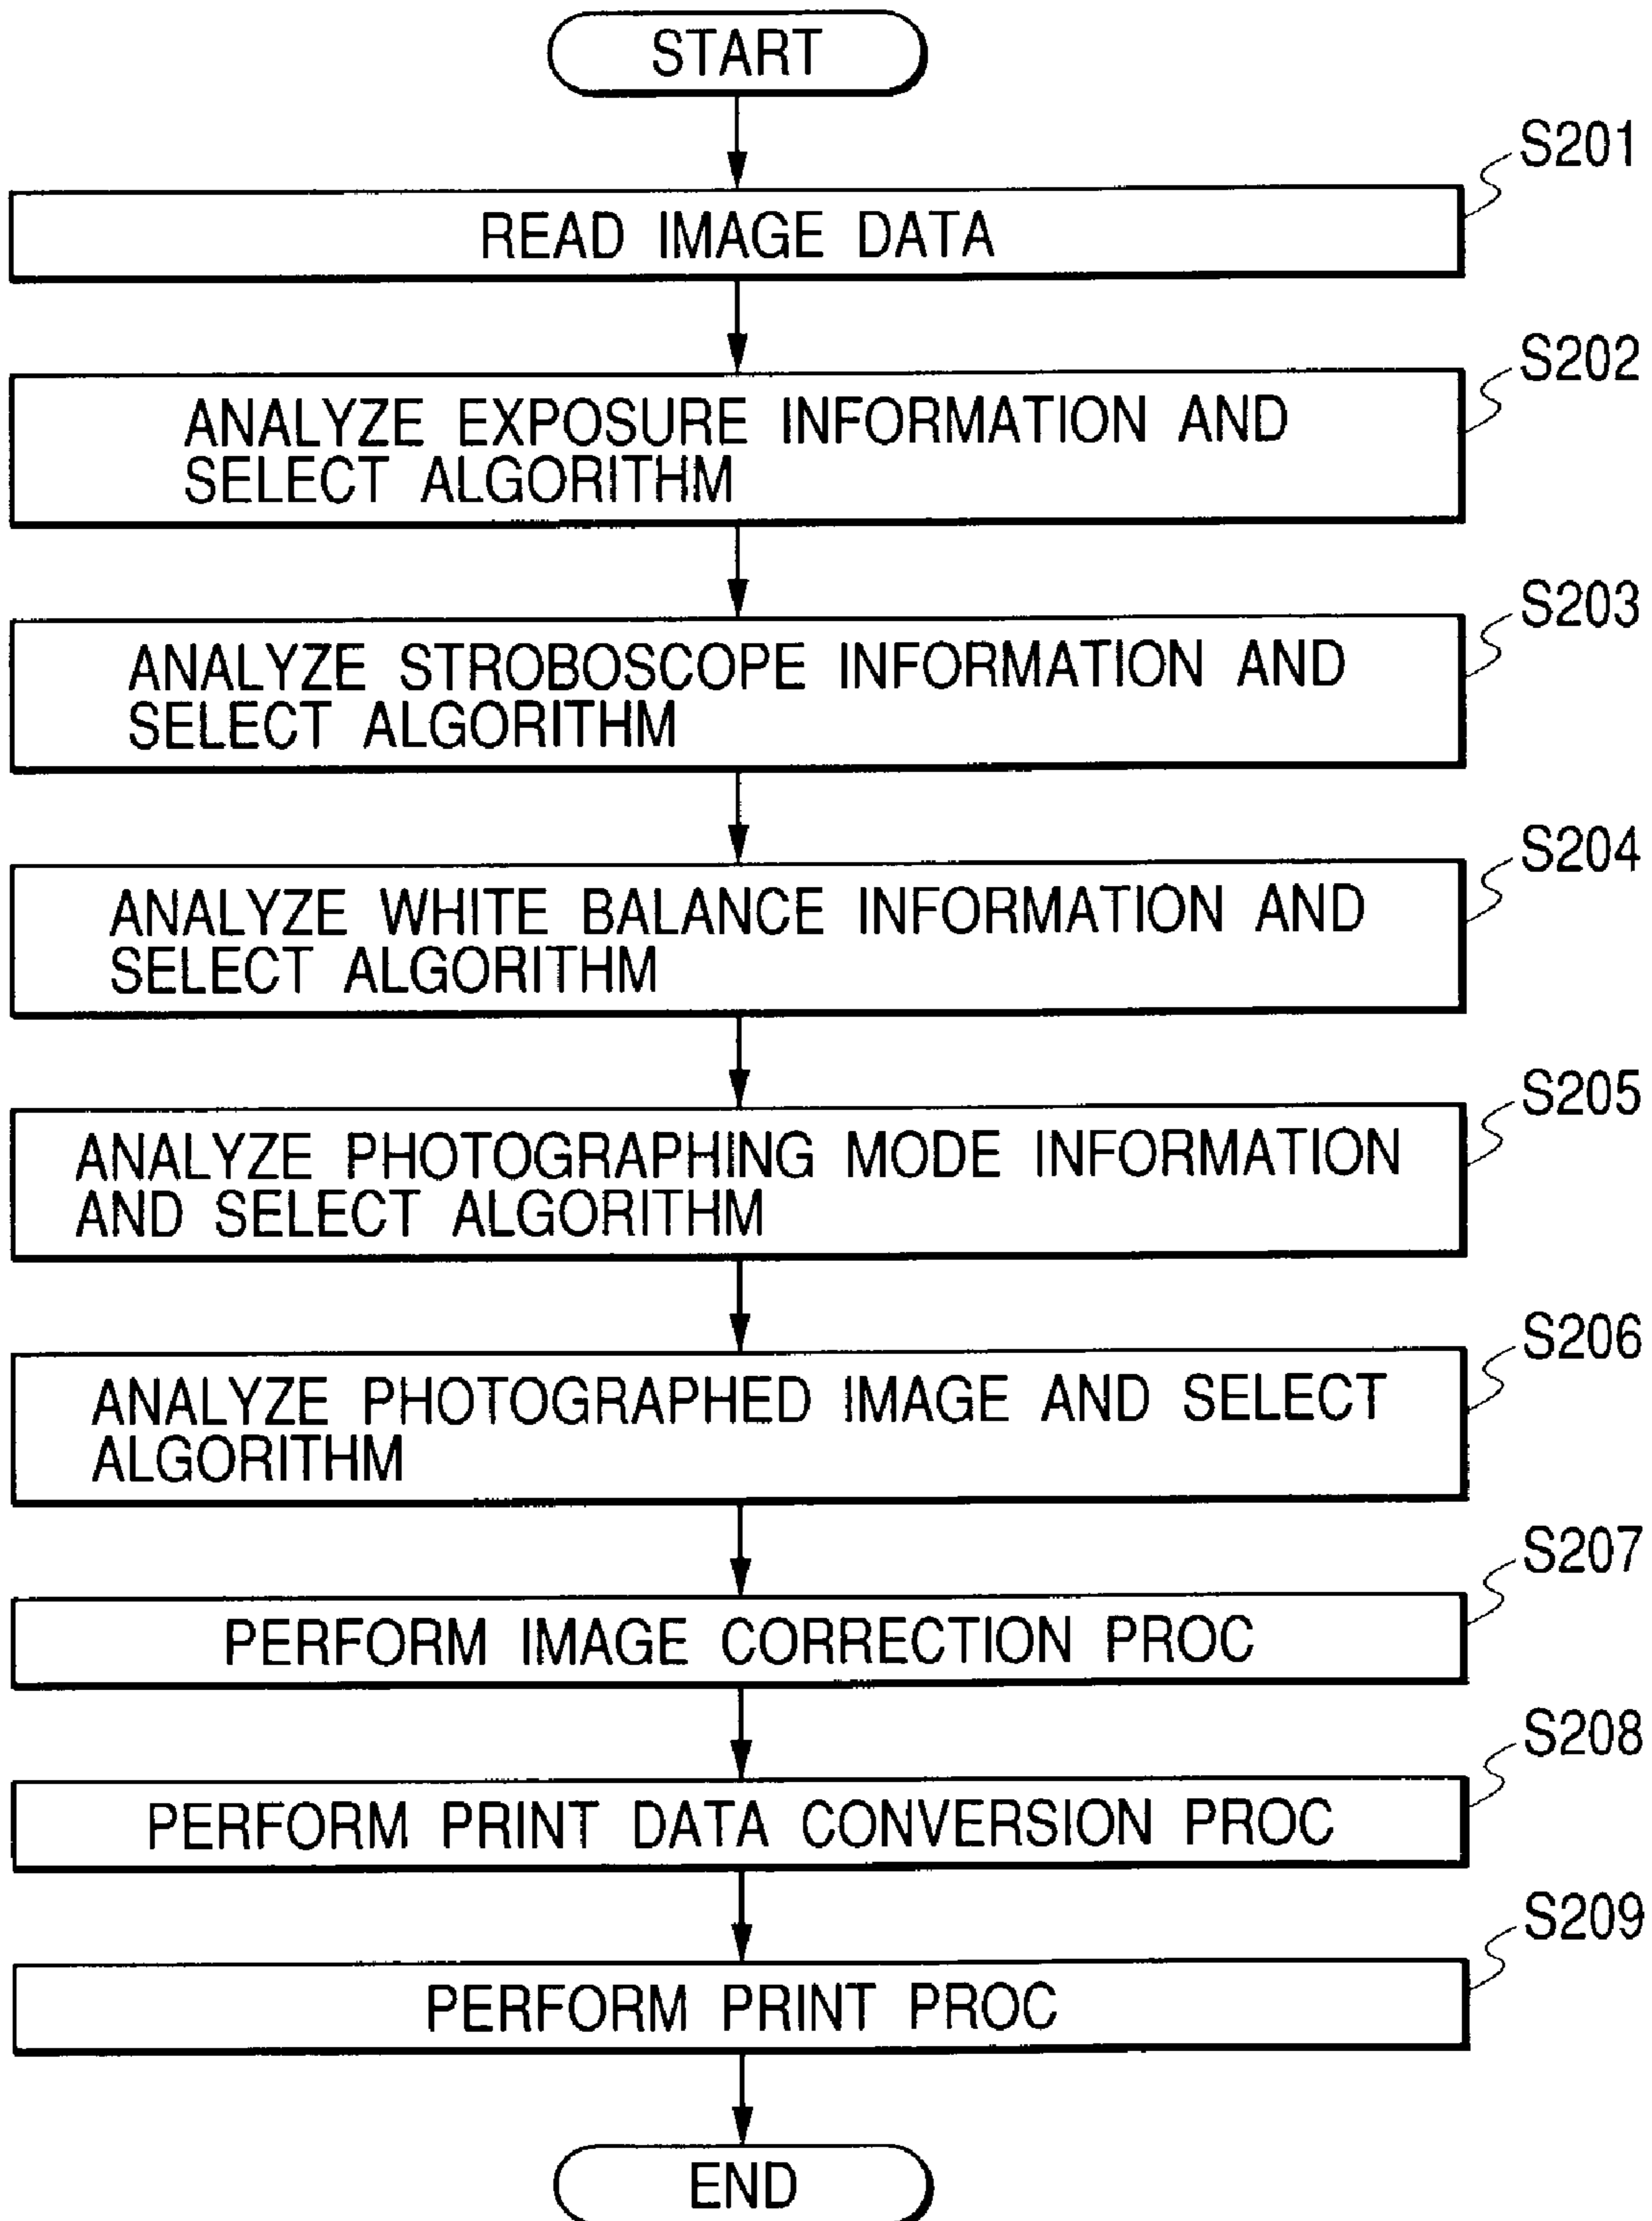 START
S201
READ IMAGE DATA
S202
ANALYZE EXPOSURE INFORMATION AND
SELECT ALGORITHM
S203
ANALYZE STROBOSCOPE INFORMATION AND
SELECT ALGORITHM
S204
ANALYZE WHITE BALANCE INFORMATION AND
SELECT ALGORITHM
S205
ANALYZE PHOTOGRAPHING MODE INFORMATION
AND SELECT ALGORITHM
S206
ANALYZE PHOTOGRAPHED IMAGE AND SELECT
ALGORITHM
S207
PERFORM IMAGE CORRECTION PROC
S208
PERFORM PRINT DATA CONVERSION PROC
S209
PERFORM PRINT PROC
END